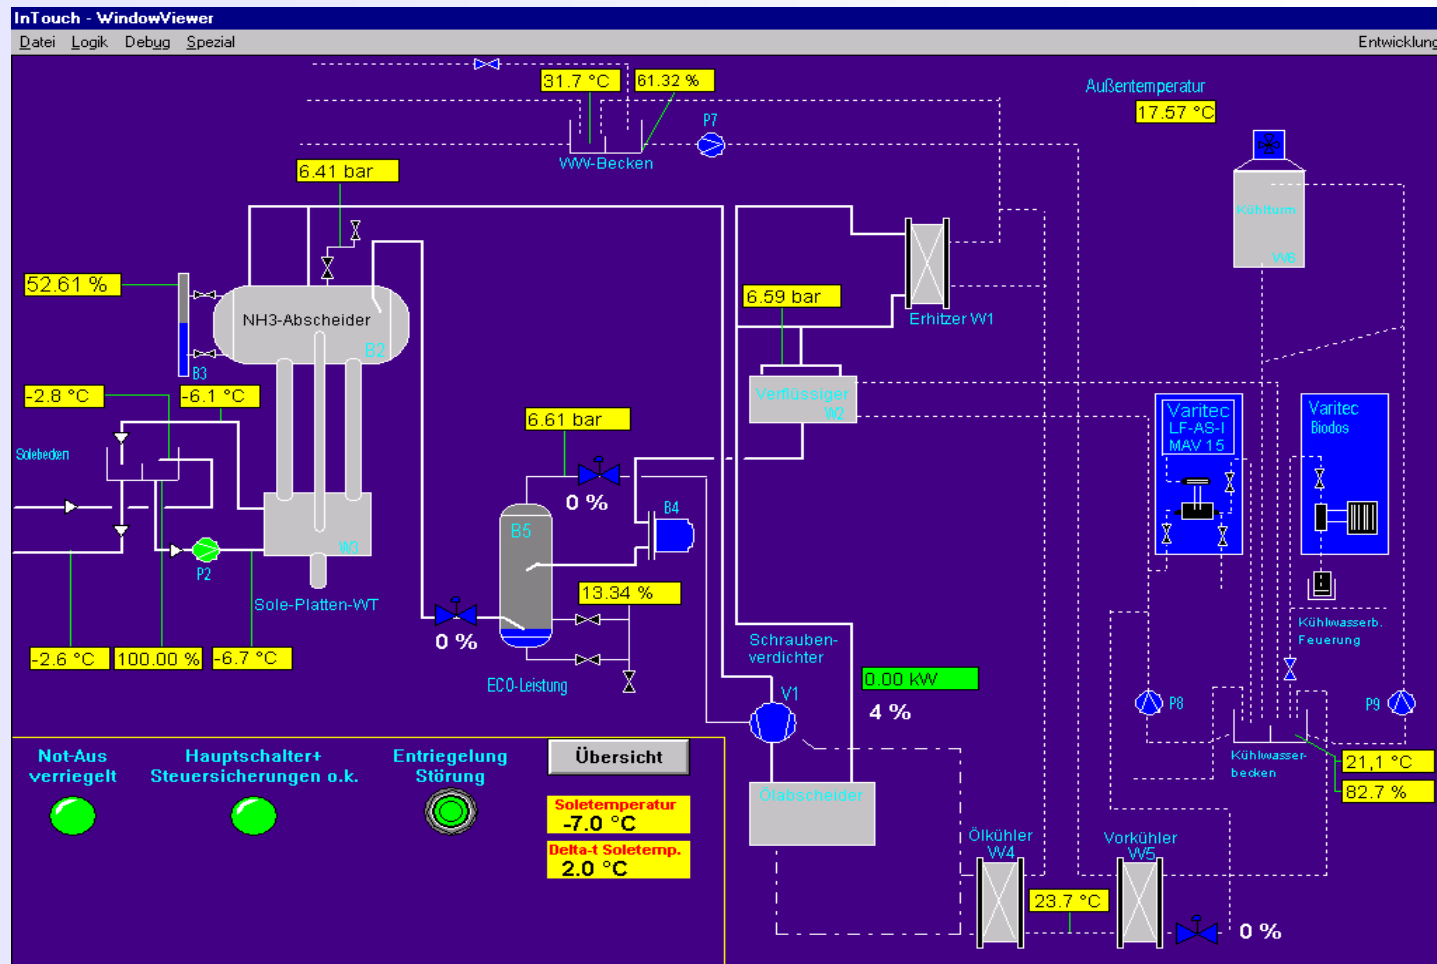 InTouch - WindowViewer
Datei Logik Debug Spezial Entwicklung
31.7 °C 61.32 %
Außentemperatur
17.57 °C
P7
WW-Becken
6.41 bar
Kühlturm
W6
52.61 %
NH3-Abscheider
B2
B3
6.59 bar
Erhitzer W1
-2.8 °C -6.1 °C
Verflüssiger
W2
Varitec
LF-AS-I
MAV 15
Varitec
Biodos
6.61 bar
Solebecken
0 %
B4
B5
W3
P2
Sole-Platten-WT
13.34 %
0 %
-2.6 °C 100.00 % -6.7 °C
ECO-Leistung
Schrauben-
verdichter
Kühlwasserb.
Feuerung
0.00 kW
V1
4 %
P8
P9
Kühlwasser-
becken
21,1 °C
82.7 %
Not-Aus
verriegelt
Hauptschalter+
Steuersicherungen o.k.
Entriegelung
Störung
Übersicht
Soletemperatur
-7.0 °C
Delta-t Soletemp.
2.0 °C
Ölabscheider
Ölkühler
W4
Vorkühler
W5
23.7 °C
0 %